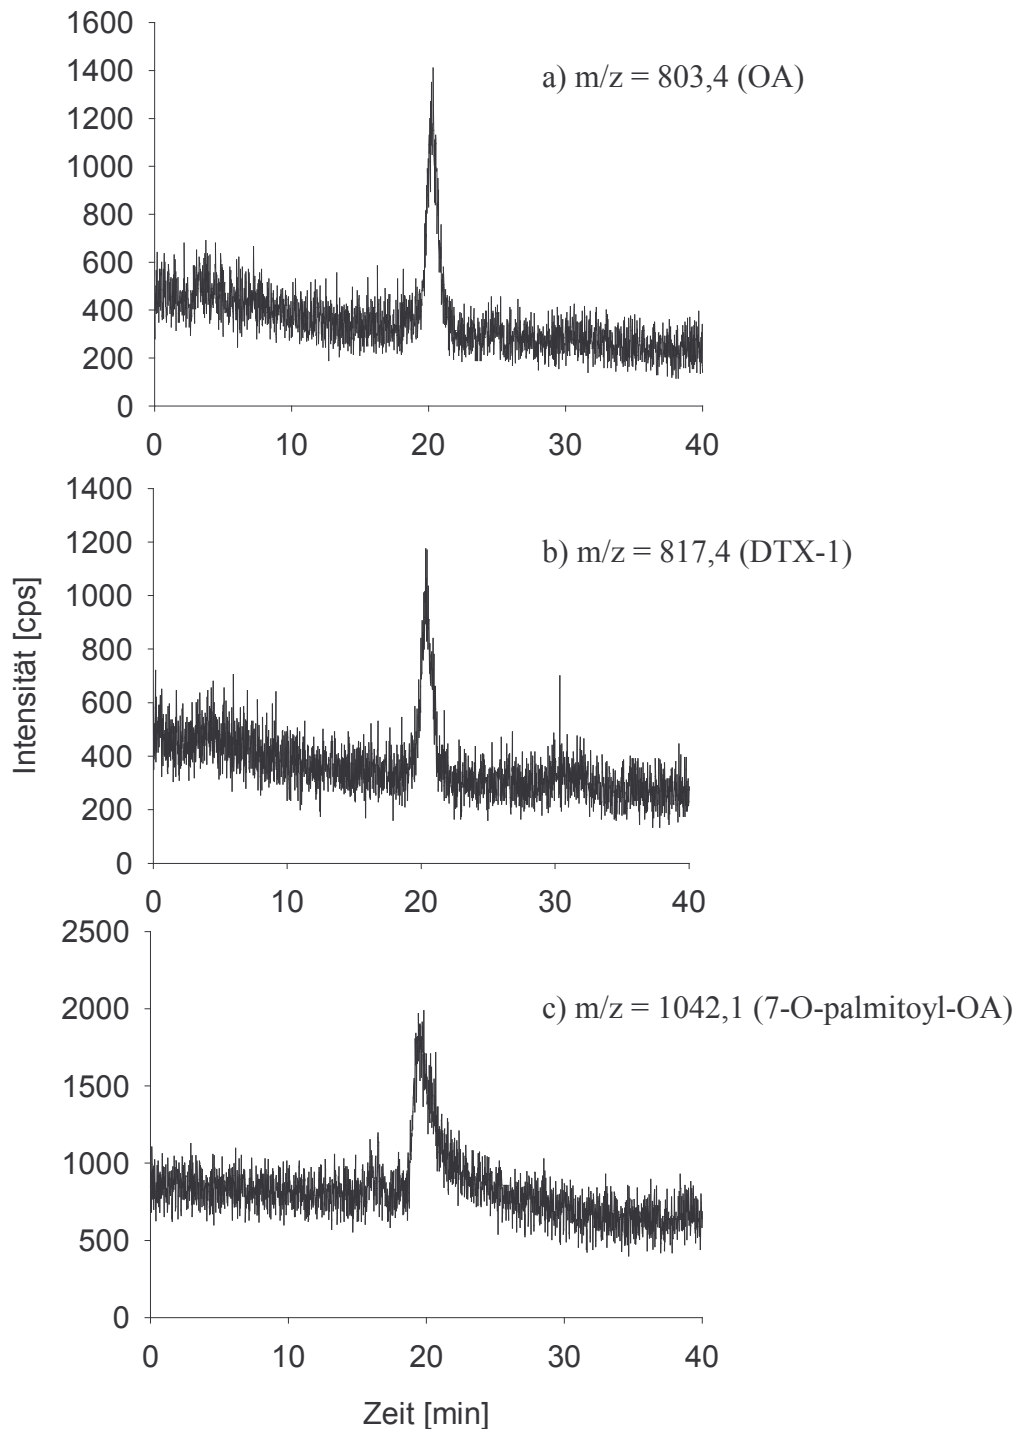 1600
1400
1200
1000
800
600
400
200
0
0 10 20 30 40
a) m/z = 803,4 (OA)
1400
1200
1000
800
600
400
200
0
0 10 20 30 40
b) m/z = 817,4 (DTX-1)
Intensität [cps]
2500
2000
1500
1000
500
0
0 10 20 30 40
c) m/z = 1042,1 (7-O-palmitoyl-OA)
Zeit [min]